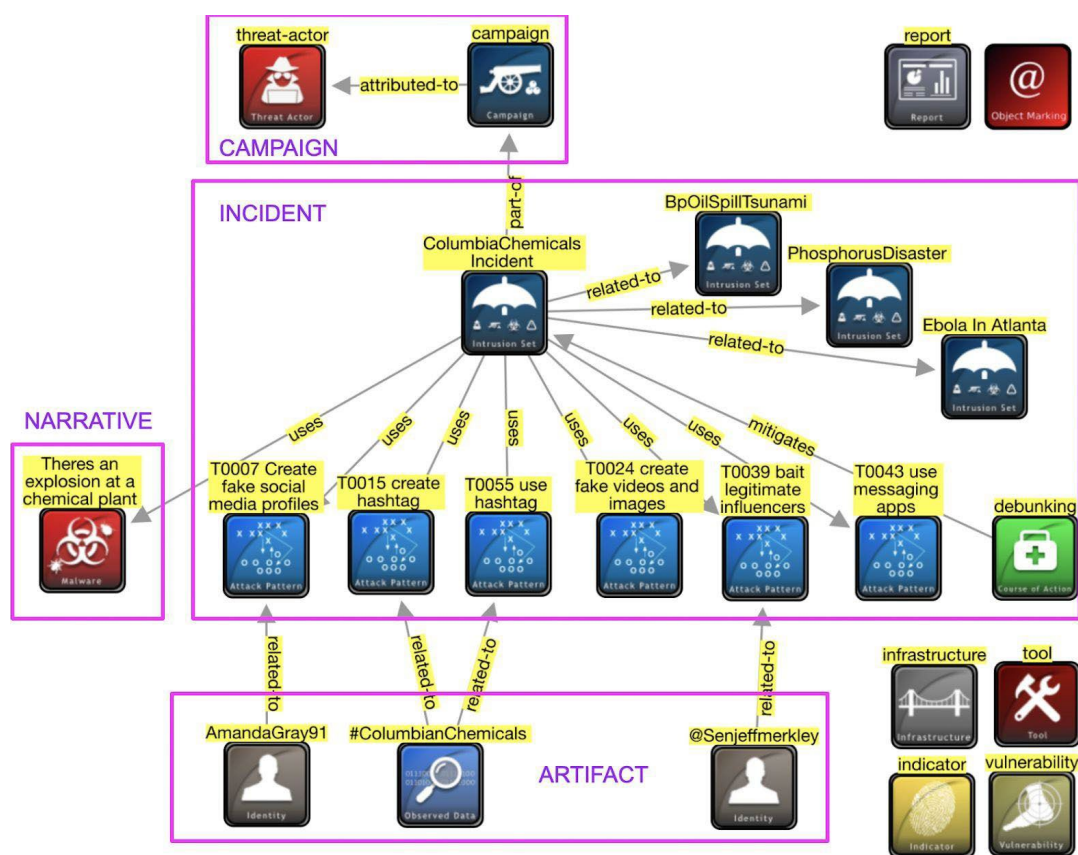 threat-actor
campaign
report
attributed-to
Threat Actor
Campaign
Report
@
Object Marking
CAMPAIGN
part-of
INCIDENT
BpOilSpillTsunami
ColumbiaChemicals
Incident
PhosphorusDisaster
related-to
Intrusion Set
related-to
Ebola In Atlanta
Intrusion Set
Intrusion Set
related-to
Intrusion Set
NARRATIVE
uses
uses
uses
uses
uses
uses
uses
mitigates
Theres an
explosion at a
chemical plant
T0007 Create
fake social
media profiles
T0015 create
hashtag
T0055 use
hashtag
T0024 create
fake videos and
images
T0039 bait
legitimate
influencers
T0043 use
messaging
apps
debunking
Malware
Attack Pattern
Attack Pattern
Attack Pattern
Attack Pattern
Attack Pattern
Attack Pattern
Course of Action
related-to
related-to
related-to
related-to
infrastructure
tool
AmandaGray91
#ColumbianChemicals
@Senjeffmerkley
ARTIFACT
Infrastructure
Tool
Identity
Observed Data
Identity
indicator
vulnerability
Indicator
Vulnerability